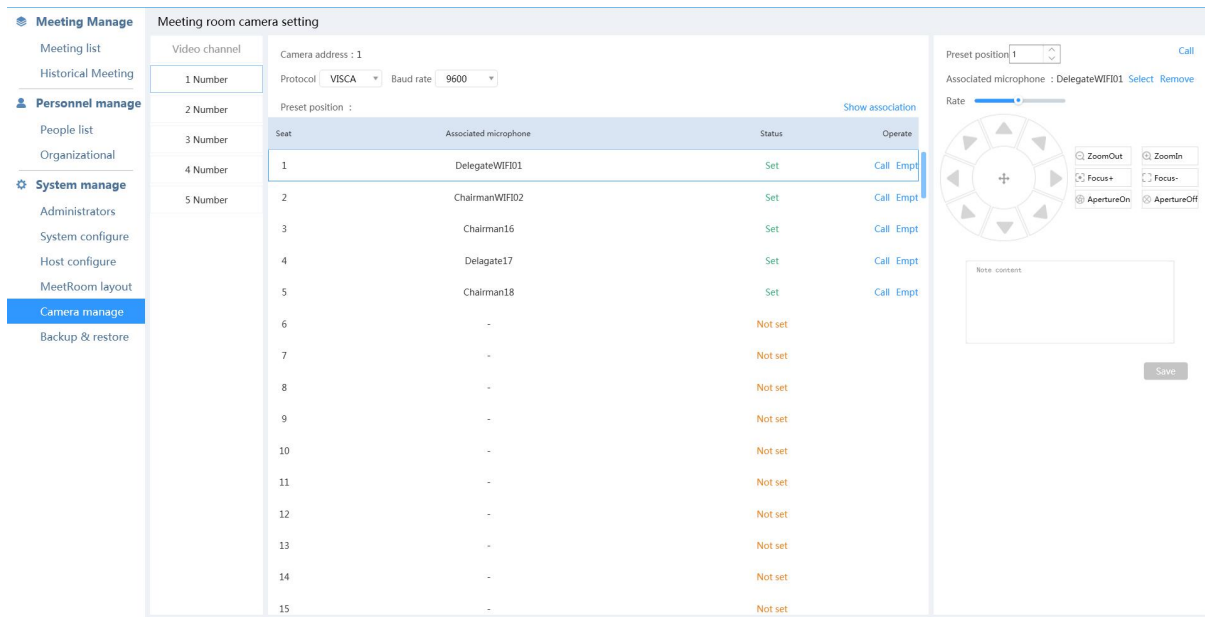 Meeting Manage
Meeting list
Historical Meeting
Personnel manage
People list
Organizational
System manage
Administrators
System configure
Host configure
MeetRoom layout
Camera manage
Backup & restore
Meeting room camera setting
Video channel
1 Number
2 Number
3 Number
4 Number
5 Number
Camera address : 1
Protocol VISCA Baud rate 9600
Preset position :
Show association
Seat Associated microphone Status Operate
1 DelegateWIFI01 Set Call Empt
2 ChairmanWIFI02 Set Call Empt
3 Chairman16 Set Call Empt
4 Delagate17 Set Call Empt
5 Chairman18 Set Call Empt
6 - Not set
7 - Not set
8 - Not set
9 - Not set
10 - Not set
11 - Not set
12 - Not set
13 - Not set
14 - Not set
15 - Not set
Preset position 1 Call
Associated microphone : DelegateWIFI01 Select Remove
Rate
ZoomOut ZoomIn
Focus+ Focus-
ApertureOn ApertureOff
Note content
Save